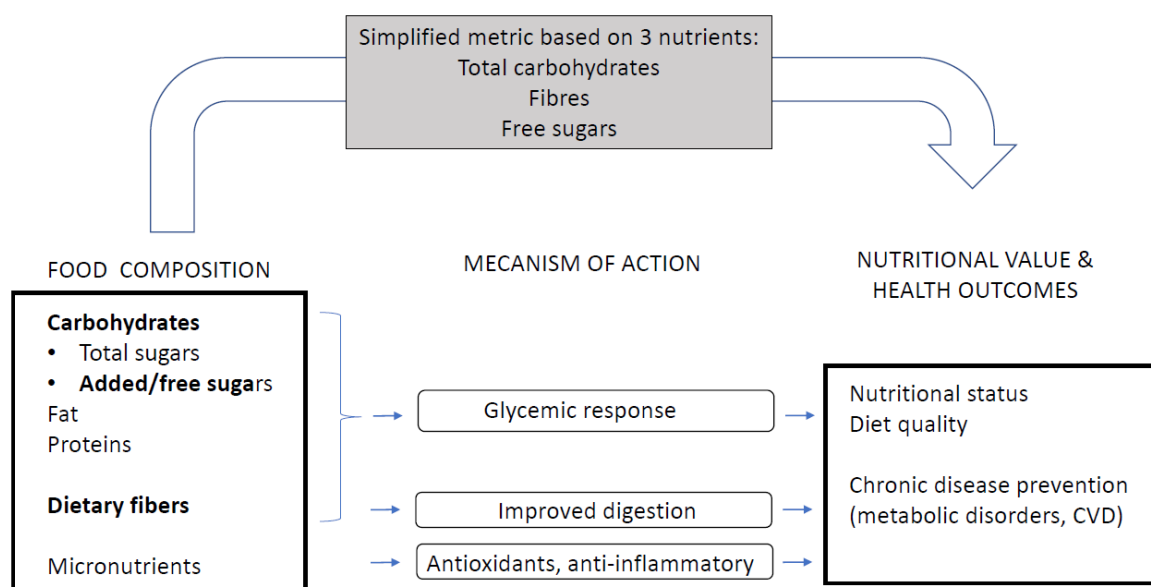 Simplified metric based on 3 nutrients:
Total carbohydrates
Fibres
Free sugars
FOOD COMPOSITION
MECANISM OF ACTION
NUTRITIONAL VALUE &
HEALTH OUTCOMES
Carbohydrates
• Total sugars
• Added/free sugars
Fat
Proteins
Dietary fibers
Micronutrients
Glycemic response
Improved digestion
Antioxidants, anti-inflammatory
Nutritional status
Diet quality
Chronic disease prevention
(metabolic disorders, CVD)